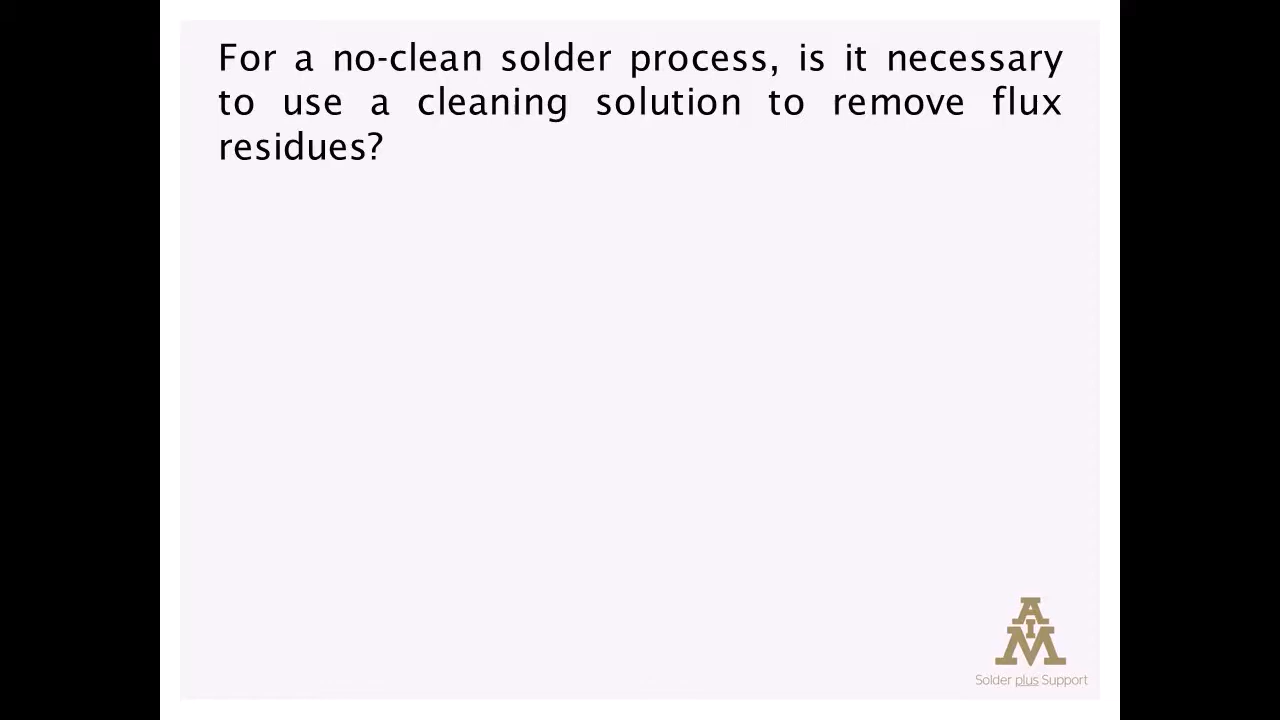 For a no-clean solder process, is it necessary
to use a cleaning solution to remove flux
residues?
AIM
Solder plus Support